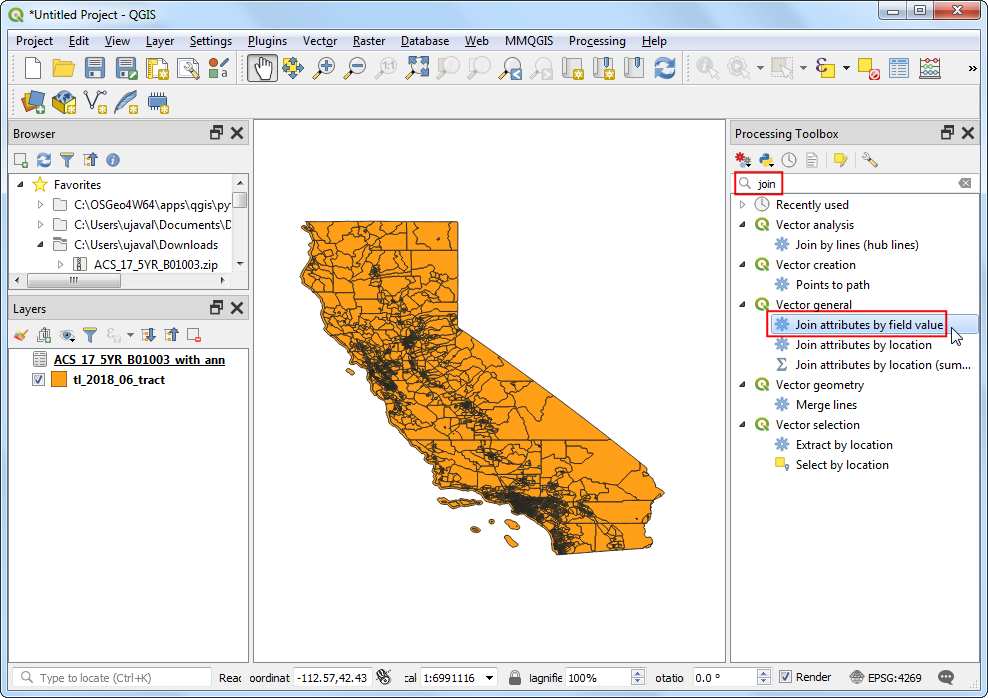 *Untitled Project - QGIS
Project Edit View Layer Settings Plugins Vector Raster Database Web MMQGIS Processing Help
1:1
a
»
Browser
Favorites
C:\OSGeo4W64\apps\qgis\py
C:\Users\ujaval\Documents\D
C:\Users\ujaval\Downloads
ACS_17_5YR_B01003.zip
Layers
ACS_17_5YR_B01003_with_ann
tl_2018_06_tract
Processing Toolbox
join
Recently used
Vector analysis
Join by lines (hub lines)
Vector creation
Points to path
Vector general
Join attributes by field value
Join attributes by location
Join attributes by location (sum...
Vector geometry
Merge lines
Vector selection
Extract by location
Select by location
Type to locate (Ctrl+K) Reac oordinat -112.57,42.43 cal 1:6991116 lagnifie 100% otatio 0.0 ° Render EPSG:4269